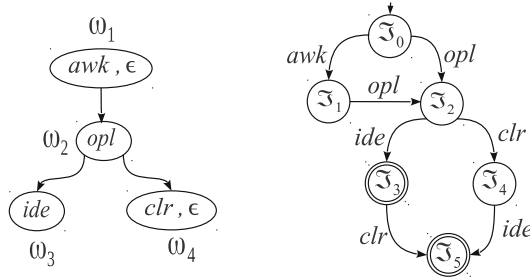 ω₁
awk , ϵ
ω₂
opl
ide
clr , ϵ
ω₃
ω₄
ℑ₀
awk
opl
ℑ₁
opl
ℑ₂
ide
clr
ℑ₃
ℑ₄
clr
ide
ℑ₅